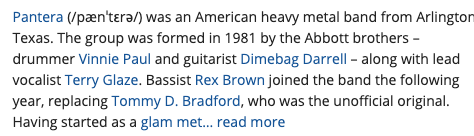 Pantera (/pænˈtɛrə/) was an American heavy metal band from Arlington
Texas. The group was formed in 1981 by the Abbott brothers –
drummer Vinnie Paul and guitarist Dimebag Darrell – along with lead
vocalist Terry Glaze. Bassist Rex Brown joined the band the following
year, replacing Tommy D. Bradford, who was the unofficial original.
Having started as a glam met... read more